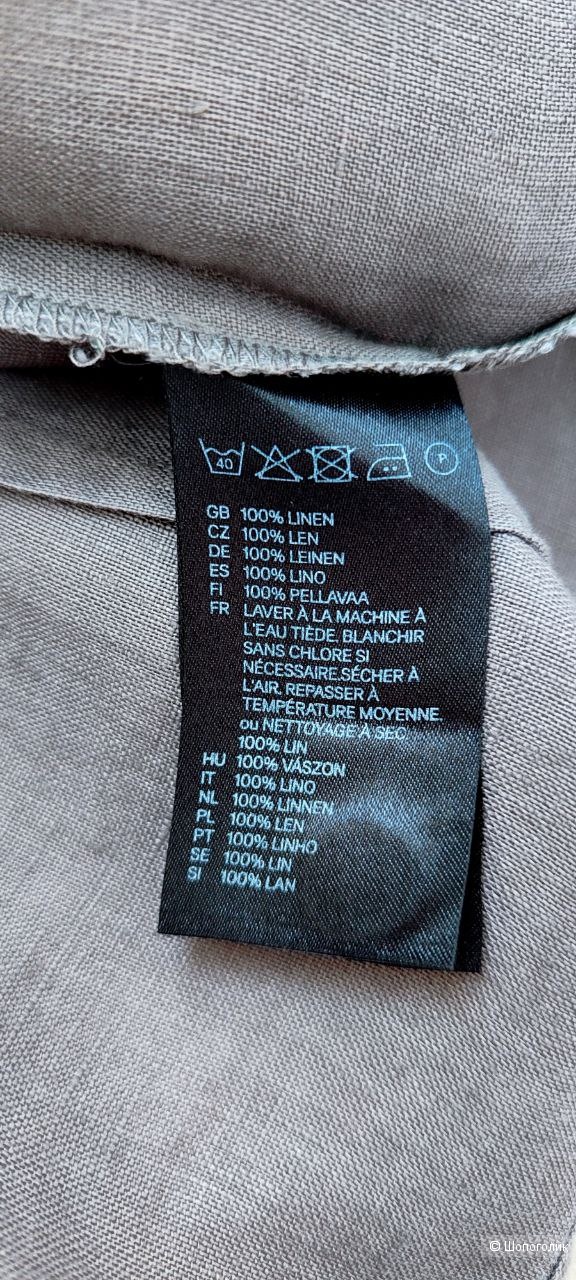 40 P
GB 100% LINEN
CZ 100% LEN
DE 100% LEINEN
ES 100% LINO
FI 100% PELLAVAA
FR LAVER À LA MACHINE À
L'EAU TIÈDE. BLANCHIR
SANS CHLORE SI
NÉCESSAIRE.SÉCHER À
L'AIR. REPASSER À
TEMPÉRATURE MOYENNE.
ou NETTOYAGE À SEC
100% LIN
HU 100% VÁSZON
IT 100% LINO
NL 100% LINNEN
PL 100% LEN
PT 100% LINHO
SE 100% LIN
SI 100% LAN
© Шопоголик